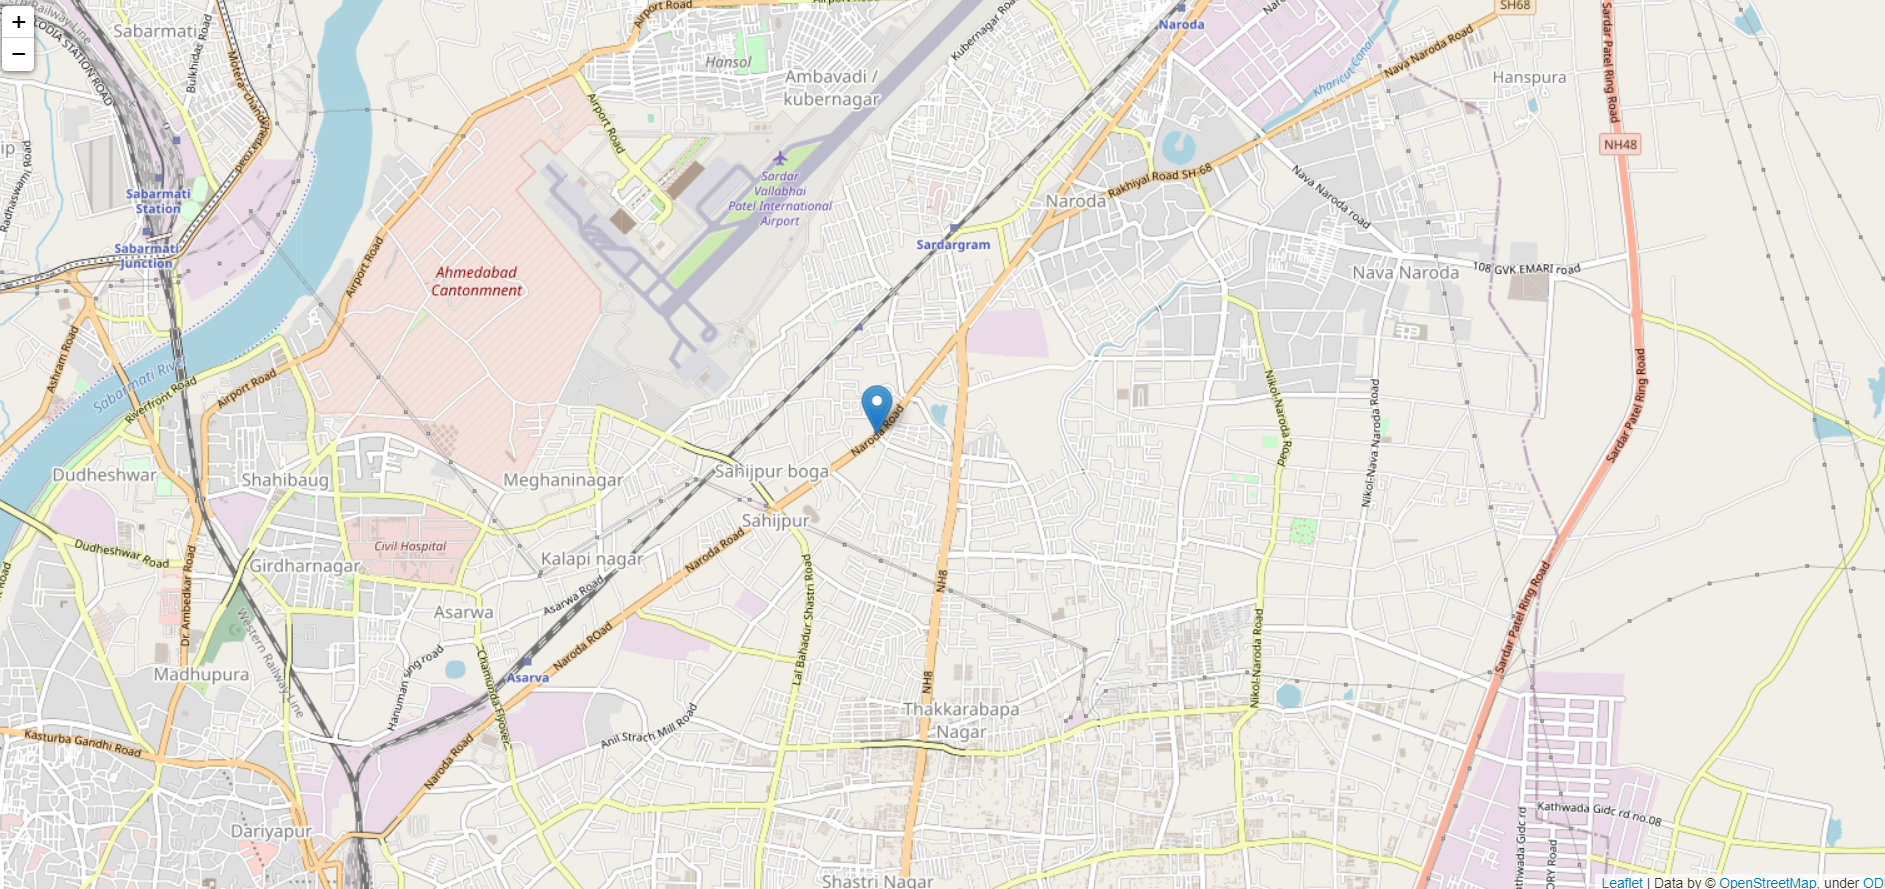 +
−
Railway Line
Sabarmati
Bulkhidas Road
Motera- chandkheda road
Airport Road
Airport Road
Naroda
SH68
Sardar Patel Ring Road
Kubernagar Road
Hansol
Ambavadi /
kubernagar
Nava Naroda Road
Kharicut Canal
Hanspura
NH48
Airport Road
Sardar
Vallabhai
Patel International
Airport
Radhaswami Road
Sabarmati
Station
Rakhiyal Road SH-68
Nava Naroda road
Naroda
Sabarmati
Junction
Airport Road
Ahmedabad
Cantonmnent
Sardargram
Nava Naroda
108 GVK EMARI road
Ashram Road
Sabarmati River
Riverfront Road
Airport Road
Nikol-Naroda Road
Nikol-Nava Naroda Road
Sardar Patel Ring Road
Naroda Road
Dudheshwar
Shahibaug
Meghaninagar
Sahijpur boga
Sahijpur
Dudheshwar Road
Civil Hospital
Girdharnagar
Kalapi nagar
Naroda Road
Dr. Ambedkar Road
Asarwa Road
Asarwa
Lal Bahadur Shastri Road
NH8
Western Railway Line
Naroda ROad
Sardar Patel Ring Road
Madhupura
Hanuman sing road
Chamunda Flyover
Asarva
NH8
Nikol-Naroda Road
Thakkarabapa
Nagar
Anil Strach Mill Road
Kasturba Gandhi Road
Naroda Road
Dariyapur
Kathwada Gidc rd no.08
Shastri Nagar
Leaflet | Data by © OpenStreetMap, under OD